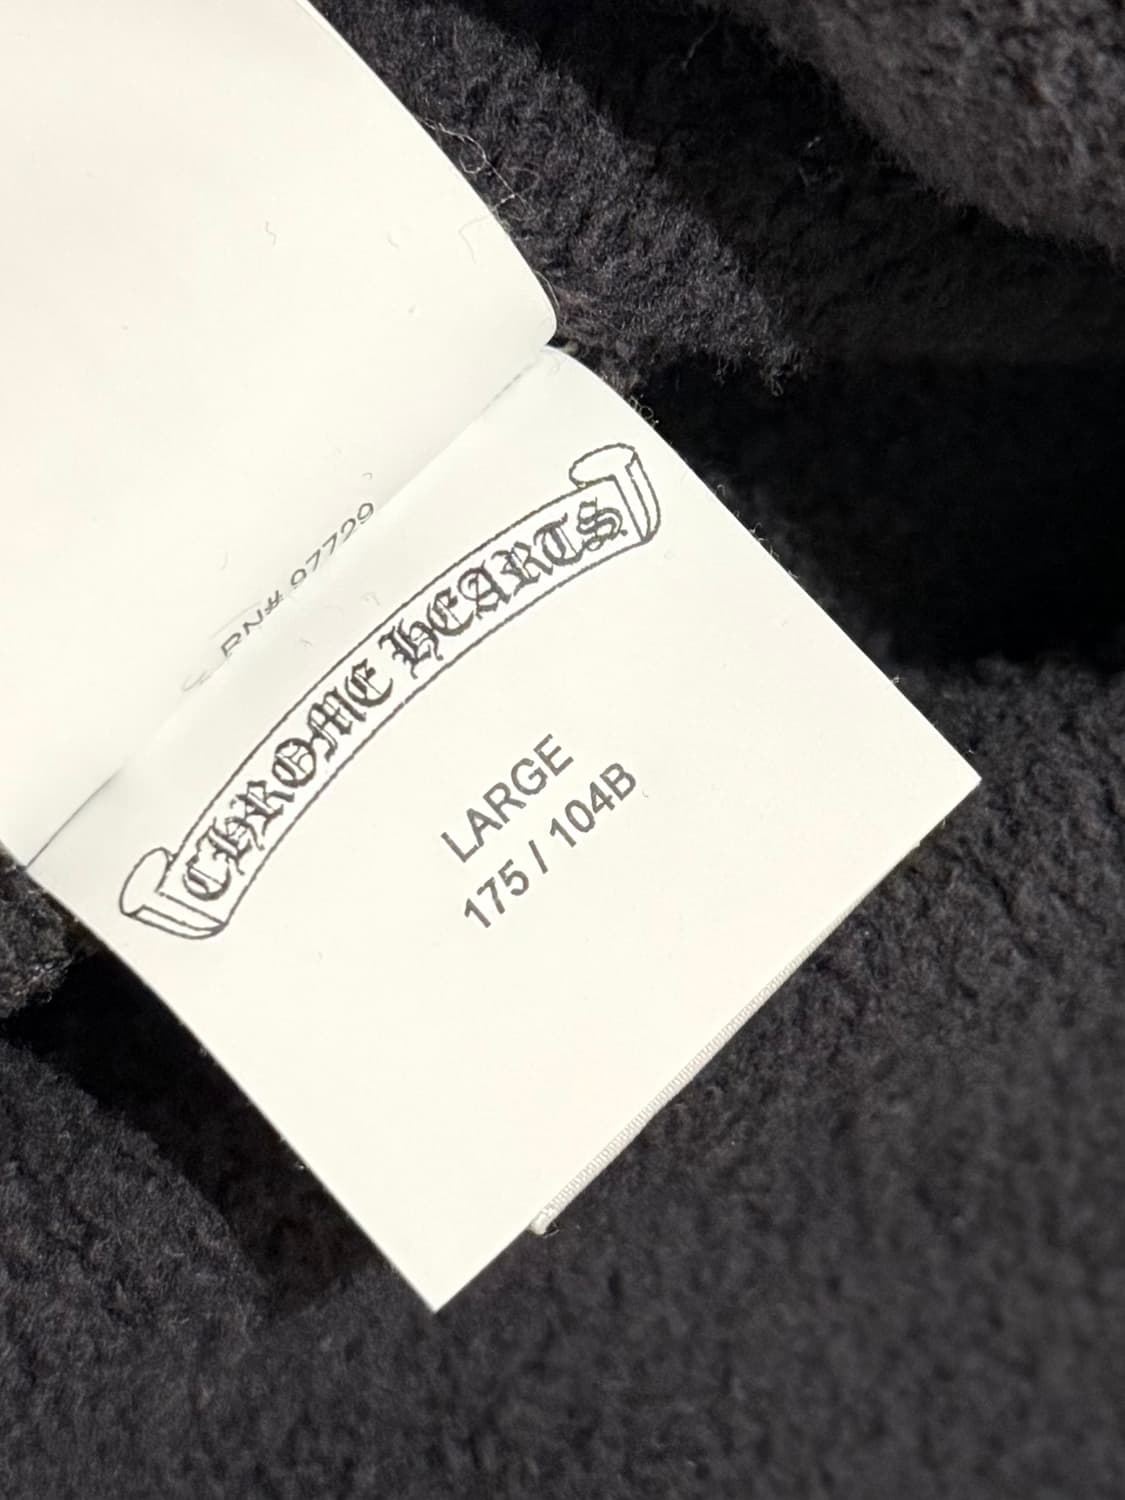 RN# 97729
CHROME HEARTS
LARGE
175 / 104B